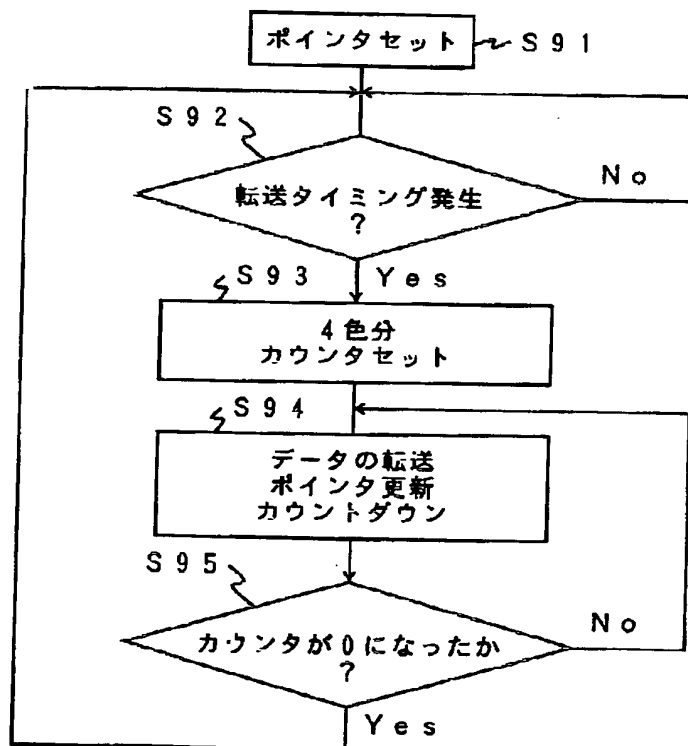 ポインタセット
S91
S92
転送タイミング発生
?
No
Yes
S93
4色分
カウンタセット
S94
データの転送
ポインタ更新
カウントダウン
S95
カウンタが0になったか
?
No
Yes